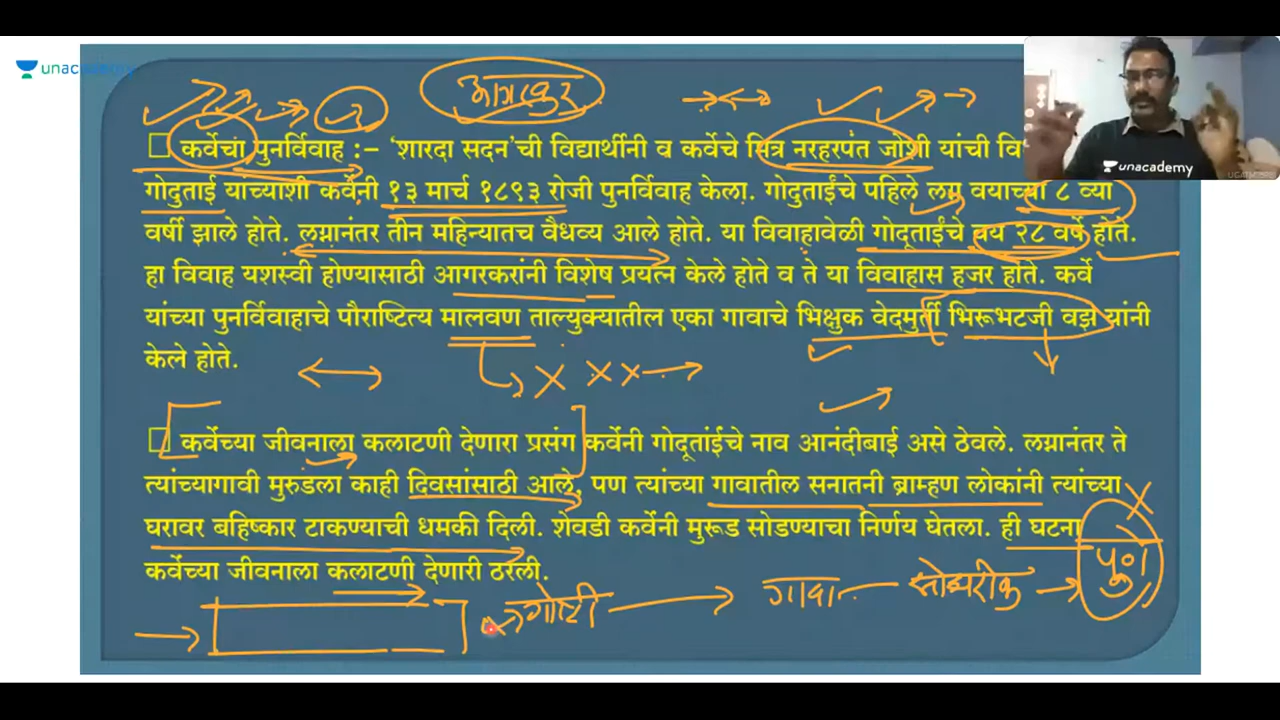 unacademy
आगरकर
कर्वेचा पुनर्विवाह :- ‘शारदा सदन’ची विद्यार्थीनी व कर्वेचे मित्र नरहरपंत जोशी यांची वि
गोदुताई याच्याशी कर्वेनी १३ मार्च १८९३ रोजी पुनर्विवाह केला. गोदुताईंचे पहिले लग्न वयाच्या ८ व्या
वर्षी झाले होते. लग्नानंतर तीन महिन्यातच वैधव्य आले होते. या विवाहावेळी गोदूताईंचे वय २८ वर्षे होते.
हा विवाह यशस्वी होण्यासाठी आगरकरांनी विशेष प्रयत्न केले होते व ते या विवाहास हजर होते. कर्वे
यांच्या पुनर्विवाहाचे पौराष्टित्य मालवण ताल्युक्यातील एका गावाचे भिक्षुक वेदमुर्ती भिरूभटजी वझे यांनी
केले होते.
कर्वेच्या जीवनाला कलाटणी देणारा प्रसंग कर्वेनी गोदूतांईचे नाव आनंदीबाई असे ठेवले. लग्नानंतर ते
त्यांच्यागावी मुरुडला काही दिवसांसाठी आले, पण त्यांच्या गावातील सनातनी ब्राम्हण लोकांनी त्यांच्या
घरावर बहिष्कार टाकण्याची धमकी दिली. शेवडी कर्वेनी मुरूड सोडण्याचा निर्णय घेतला. ही घटना
कर्वेच्या जीवनाला कलाटणी देणारी ठरली.
पुणे
unacademy